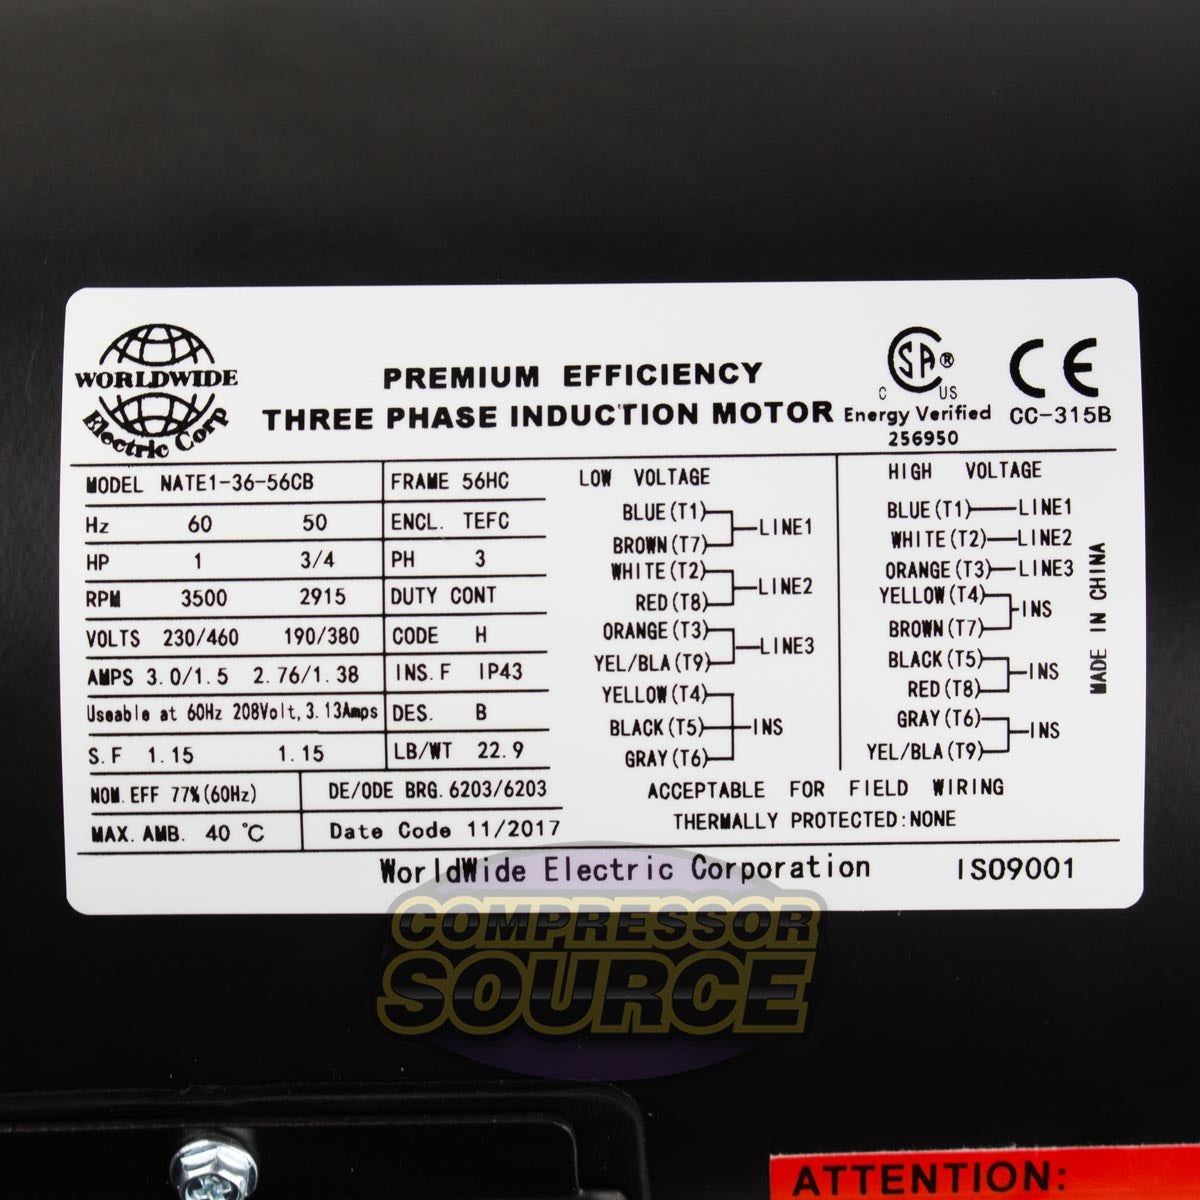 WORLDWIDE
Electric Corp
PREMIUM EFFICIENCY
THREE PHASE INDUCTION MOTOR
SA ®
C US
Energy Verified
256950
CE
CC-315B
MODEL NATE1-36-56CB
FRAME 56HC
Hz 60 50
ENCL. TEFC
HP 1 3/4
PH 3
RPM 3500 2915
DUTY CONT
VOLTS 230/460 190/380
CODE H
AMPS 3.0/1.5 2.76/1.38
INS.F IP43
Useable at 60Hz 208Volt,3.13Amps
DES. B
S.F 1.15 1.15
LB/WT 22.9
NOM.EFF 77%(60Hz)
DE/ODE BRG.6203/6203
MAX.AMB. 40 ℃
Date Code 11/2017
LOW VOLTAGE
BLUE(T1)
BROWN(T7)
LINE1
WHITE(T2)
RED(T8)
LINE2
ORANGE(T3)
YEL/BLA(T9)
LINE3
YELLOW(T4)
BLACK(T5)
GRAY(T6)
INS
HIGH VOLTAGE
BLUE(T1) LINE1
WHITE(T2) LINE2
ORANGE(T3) LINE3
YELLOW(T4)
BROWN(T7)
INS
BLACK(T5)
RED(T8)
INS
GRAY(T6)
YEL/BLA(T9)
INS
MADE IN CHINA
ACCEPTABLE FOR FIELD WIRING
THERMALLY PROTECTED:NONE
WorldWide Electric Corporation
ISO9001
COMPRESSOR
SOURCE
ATTENTION: